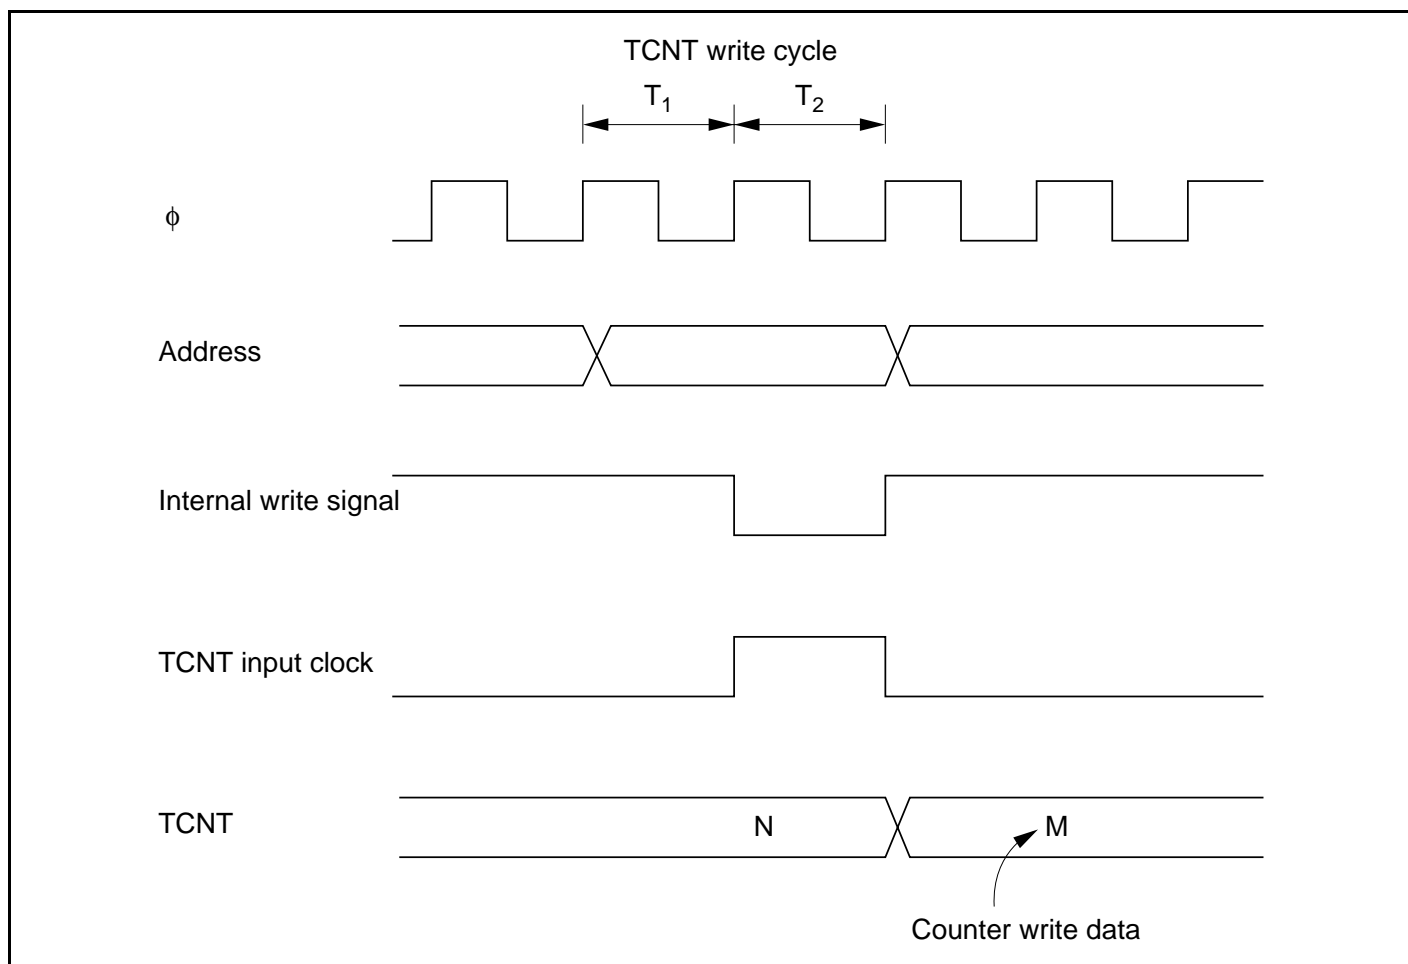 TCNT write cycle
T1 T2
ϕ
Address
Internal write signal
TCNT input clock
TCNT N M
Counter write data